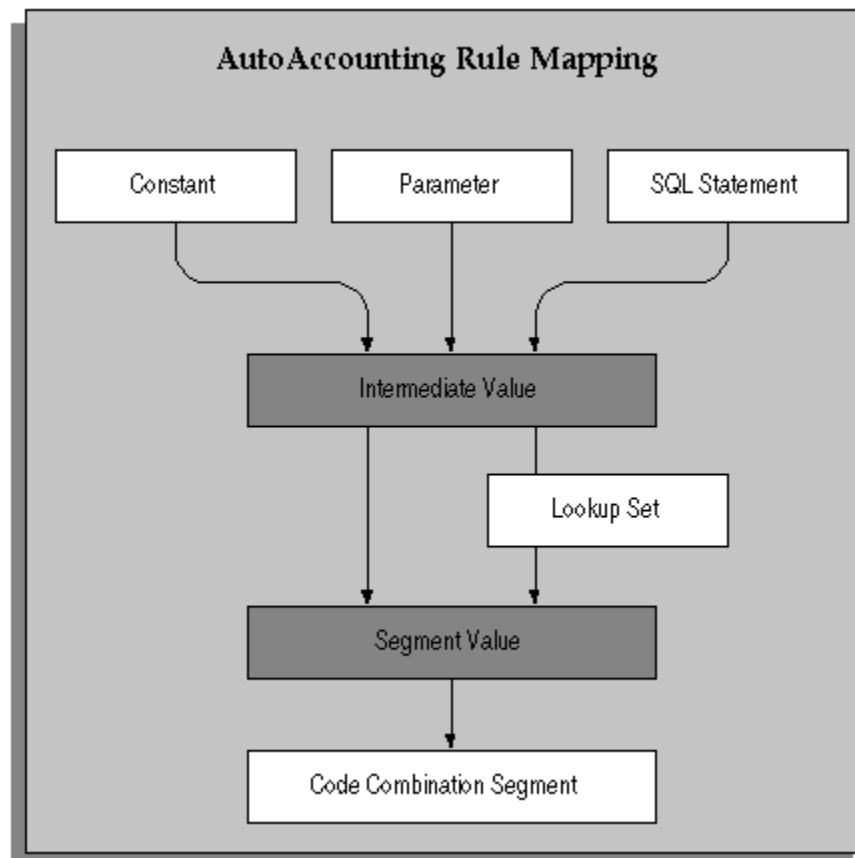 AutoAccounting Rule Mapping
Constant
Parameter
SQL Statement
Intermediate Value
Lookup Set
Segment Value
Code Combination Segment